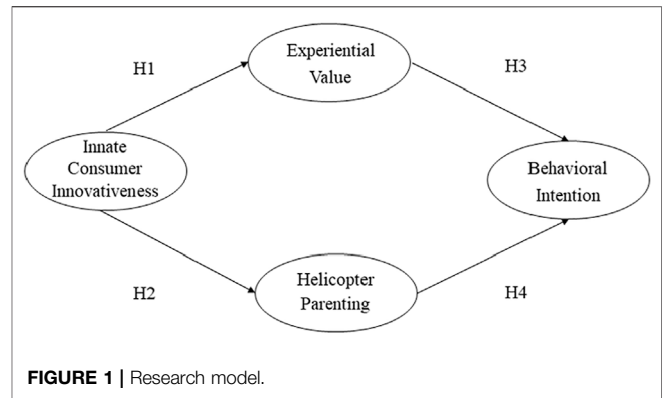 Experiential
Value
H1
H3
Innate
Consumer
Innovativeness
Behavioral
Intention
Helicopter
Parenting
H2
H4
FIGURE 1 | Research model.